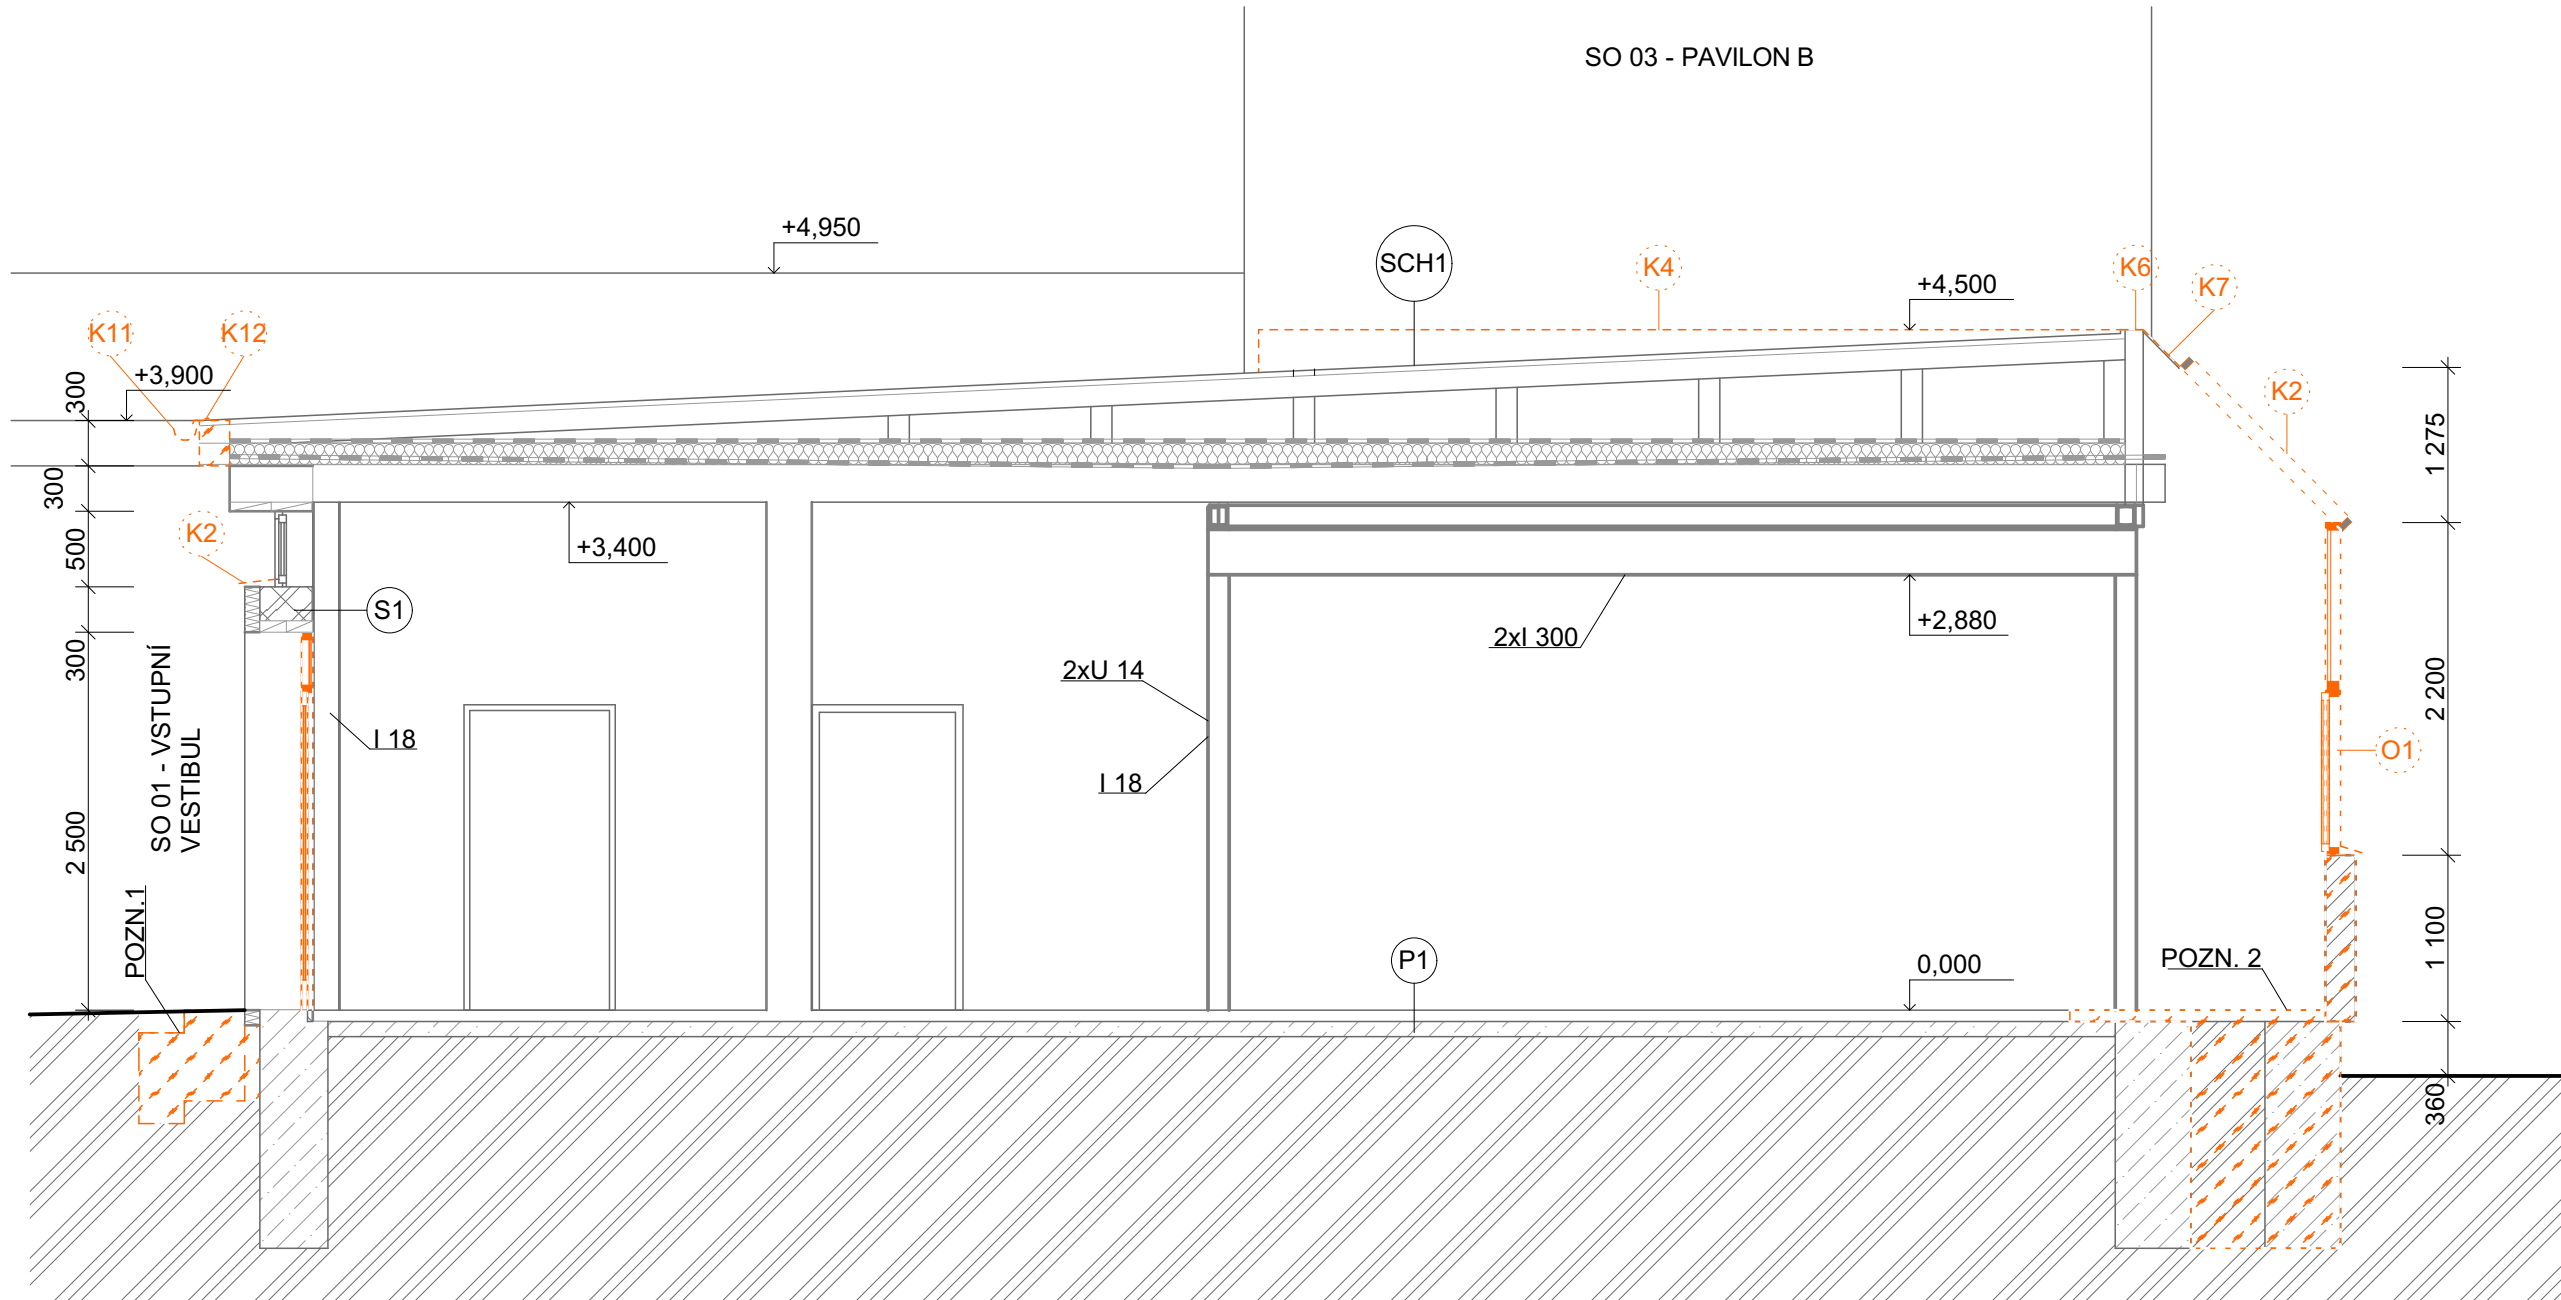 SO 03 - PAVILON B
+4,950
SCH1
K4
K6
K7
+4,500
K11
K12
+3,900
300
K2
1 275
300
K2
500
+3,400
S1
+2,880
2xI 300
300
SO 01 - VSTUPNÍ
VESTIBUL
2xU 14
2 200
I 18
O1
I 18
2 500
POZN.1
P1
0,000
POZN. 2
1 100
360